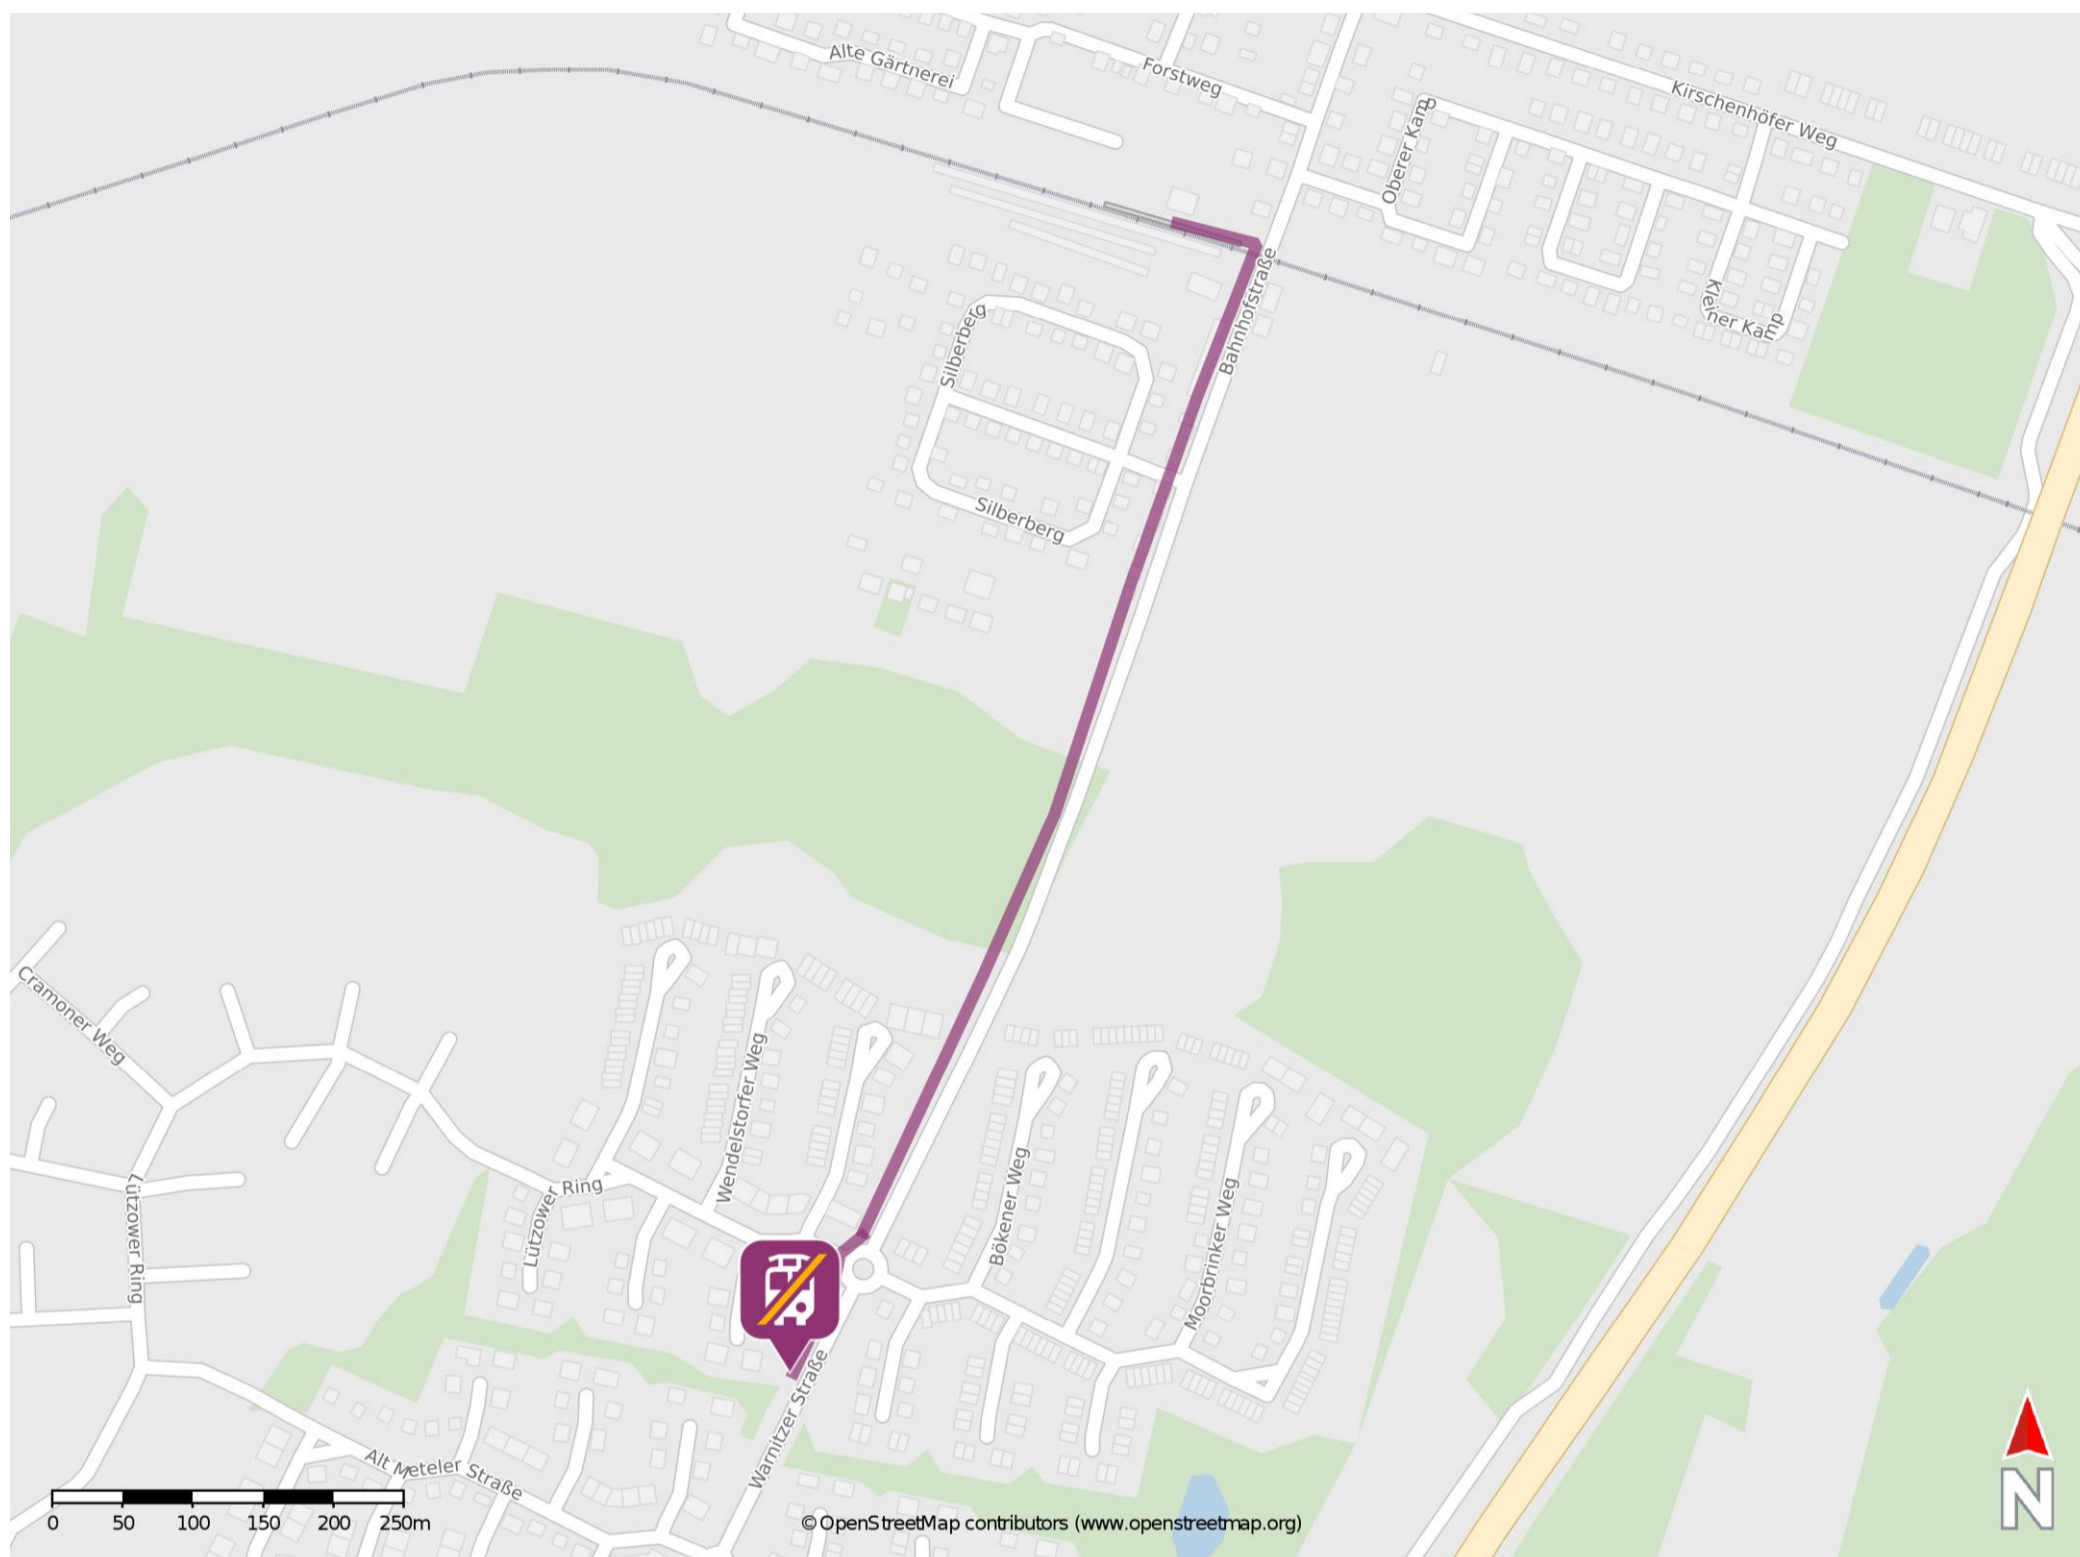 Alte Gärtnerei
Forstweg
Kirschenhöfer Weg
Oberer Kamp
Kleiner Kamp
Bahnhofstraße
Silberberg
Silberberg
Cramoner Weg
Wendelstorfer Weg
Lützower Ring
Lützower Ring
Bökener Weg
Moorbrinker Weg
Warnitzer Straße
Alt Meteler Straße
0 50 100 150 200 250m
©OpenStreetMap contributors (www.openstreetmap.org)
N